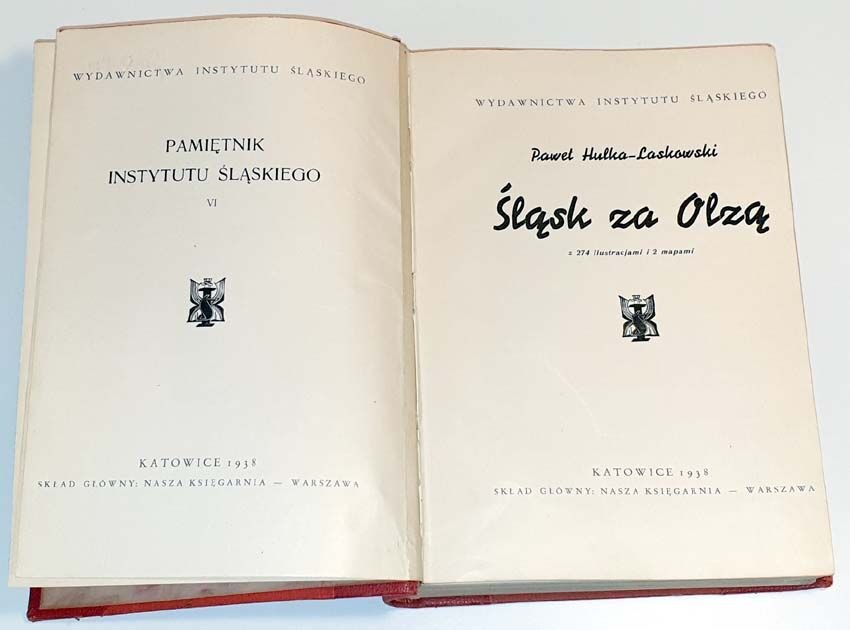 WYDAWNICTWA INSTYTUTU ŚLĄSKIEGO
PAMIĘTNIK
INSTYTUTU ŚLĄSKIEGO
VI
KATOWICE 1938
SKŁAD GŁÓWNY: NASZA KSIĘGARNIA — WARSZAWA
WYDAWNICTWA INSTYTUTU ŚLĄSKIEGO
Paweł Hulka-Laskowski
Śląsk za Olzą
z 274 ilustracjami i 2 mapami
KATOWICE 1938
SKŁAD GŁÓWNY: NASZA KSIĘGARNIA — WARSZAWA